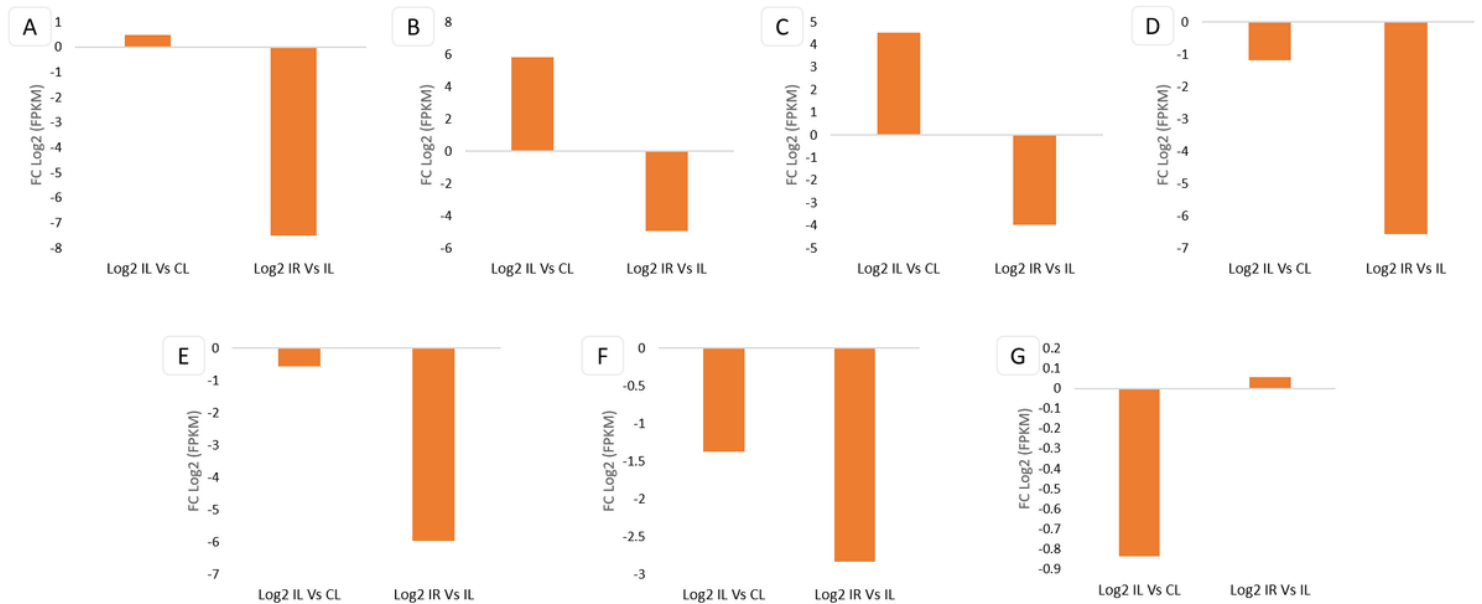 A
FC Log2 (FPKM)
1
0
-1
-2
-3
-4
-5
-6
-7
-8
Log2 IL Vs CL
Log2 IR Vs IL
B
FC Log2 (FPKM)
8
6
4
2
0
-2
-4
-6
Log2 IL Vs CL
Log2 IR Vs IL
C
FC Log2 (FPKM)
5
4
3
2
1
0
-1
-2
-3
-4
-5
Log2 IL Vs CL
Log2 IR Vs IL
D
FC Log2 (FPKM)
0
-1
-2
-3
-4
-5
-6
-7
Log2 IL Vs CL
Log2 IR Vs IL
E
FC Log2 (FPKM)
0
-1
-2
-3
-4
-5
-6
-7
Log2 IL Vs CL
Log2 IR Vs IL
F
FC Log2 (FPKM)
0
-0.5
-1
-1.5
-2
-2.5
-3
Log2 IL Vs CL
Log2 IR Vs IL
G
FC Log2 (FPKM)
0.2
0.1
0
-0.1
-0.2
-0.3
-0.4
-0.5
-0.6
-0.7
-0.8
-0.9
Log2 IL Vs CL
Log2 IR Vs IL